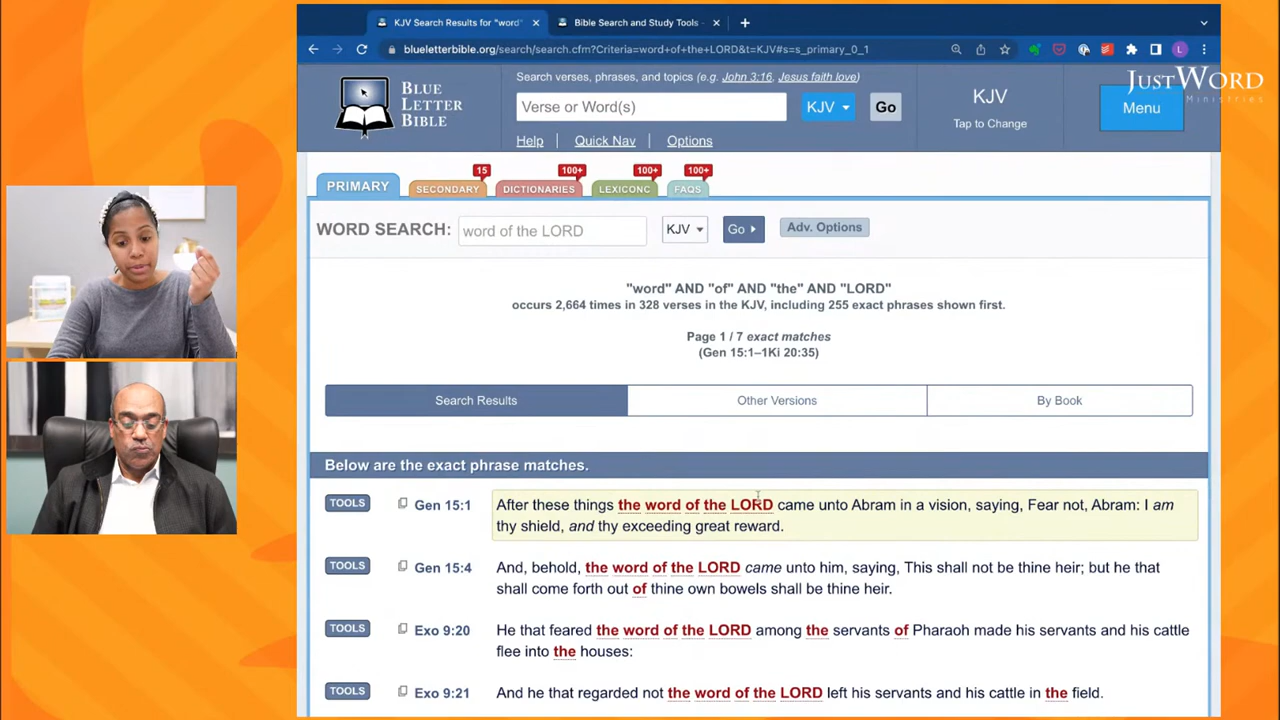 KJV Search Results for "word"
Bible Search and Study Tools -
blueletterbible.org/search/search.cfm?Criteria=word+of+the+LORD&t=KJV#s=s_primary_0_1
L
JUSTWORD
Ministries
BLUE
LETTER
BIBLE
Search verses, phrases, and topics (e.g. John 3:16, Jesus faith love)
Verse or Word(s)
KJV
Go
Help
Quick Nav
Options
KJV
Tap to Change
Menu
15
100+
100+
100+
PRIMARY
SECONDARY
DICTIONARIES
LEXICONC
FAQS
WORD SEARCH:
word of the LORD
KJV
Go
Adv. Options
"word" AND "of" AND "the" AND "LORD"
occurs 2,664 times in 328 verses in the KJV, including 255 exact phrases shown first.
Page 1 / 7 exact matches
(Gen 15:1–1Ki 20:35)
Search Results
Other Versions
By Book
Below are the exact phrase matches.
TOOLS
Gen 15:1
After these things the word of the LORD came unto Abram in a vision, saying, Fear not, Abram: I am
thy shield, and thy exceeding great reward.
TOOLS
Gen 15:4
And, behold, the word of the LORD came unto him, saying, This shall not be thine heir; but he that
shall come forth out of thine own bowels shall be thine heir.
TOOLS
Exo 9:20
He that feared the word of the LORD among the servants of Pharaoh made his servants and his cattle
flee into the houses:
TOOLS
Exo 9:21
And he that regarded not the word of the LORD left his servants and his cattle in the field.